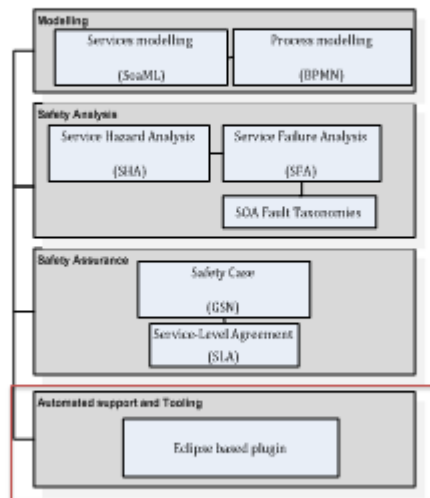 Modelling
Services modelling
(SoaML)
Process modelling
(BPMN)
Safety Analysis
Service Hazard Analysis
(SHA)
Service Failure Analysis
(SFA)
SOA Fault Taxonomies
Safety Assurance
Safety Case
(GSN)
Service-Level Agreement
(SLA)
Automated support and Tooling
Eclipse based plugin